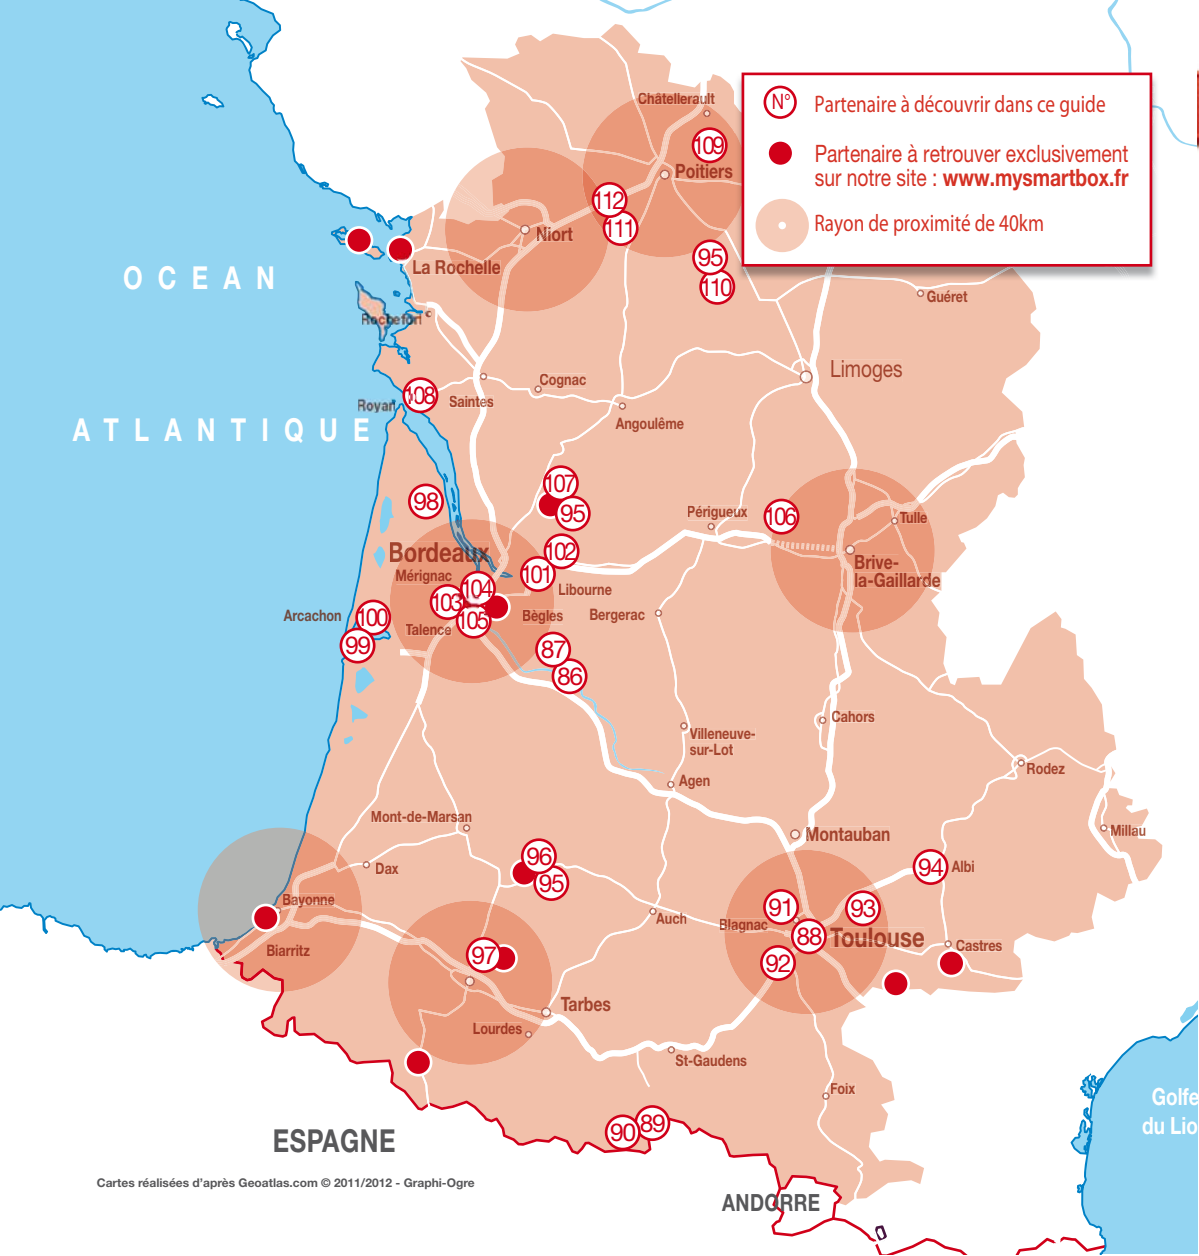 Châtellerault
N°
Partenaire à découvrir dans ce guide
109
Partenaire à retrouver exclusivement
sur notre site : www.mysmartbox.fr
Poitiers
112
Rayon de proximité de 40km
111
Niort
95
La Rochelle
OCEAN
110
Guéret
Rochefort
Limoges
Cognac
108
Saintes
Royan
Angoulême
ATLANTIQUE
107
98
95
Périgueux
106
Tulle
Bordeaux
102
Brive-
la-Gaillarde
Mérignac
101
104
Libourne
103
Arcachon
100
Bègles
Bergerac
105
Talence
99
87
86
Cahors
Villeneuve-
sur-Lot
Rodez
Agen
Mont-de-Marsan
Montauban
Millau
96
Dax
94
Albi
95
Bayonne
91
93
Auch
Blagnac
88
Toulouse
Biarritz
97
Castres
92
Tarbes
Lourdes
St-Gaudens
Foix
Golfe
du Lio
89
90
ESPAGNE
Cartes réalisées d'après Geoatlas.com © 2011/2012 - Graphi-Ogre
ANDORRE